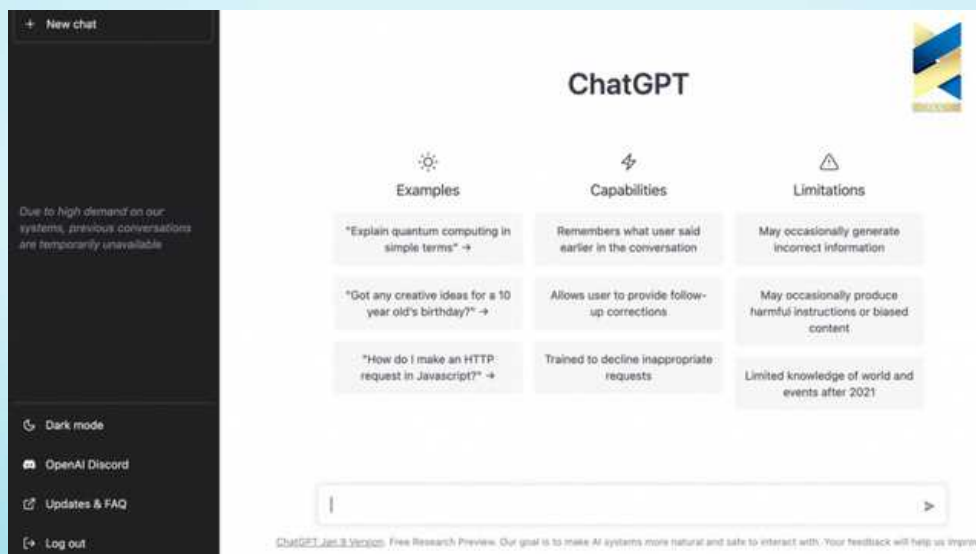 + New chat
Due to high demand on our
systems, previous conversations
are temporarily unavailable
Dark mode
OpenAI Discord
Updates & FAQ
Log out
ChatGPT
Examples
"Explain quantum computing in
simple terms" →
"Got any creative ideas for a 10
year old's birthday?" →
"How do I make an HTTP
request in Javascript?" →
Capabilities
Remembers what user said
earlier in the conversation
Allows user to provide follow-
up corrections
Trained to decline inappropriate
requests
Limitations
May occasionally generate
incorrect information
May occasionally produce
harmful instructions or biased
content
Limited knowledge of world and
events after 2021
ChatGPT Jan 9 Version. Free Research Preview. Our goal is to make AI systems more natural and safe to interact with. Your feedback will help us impro